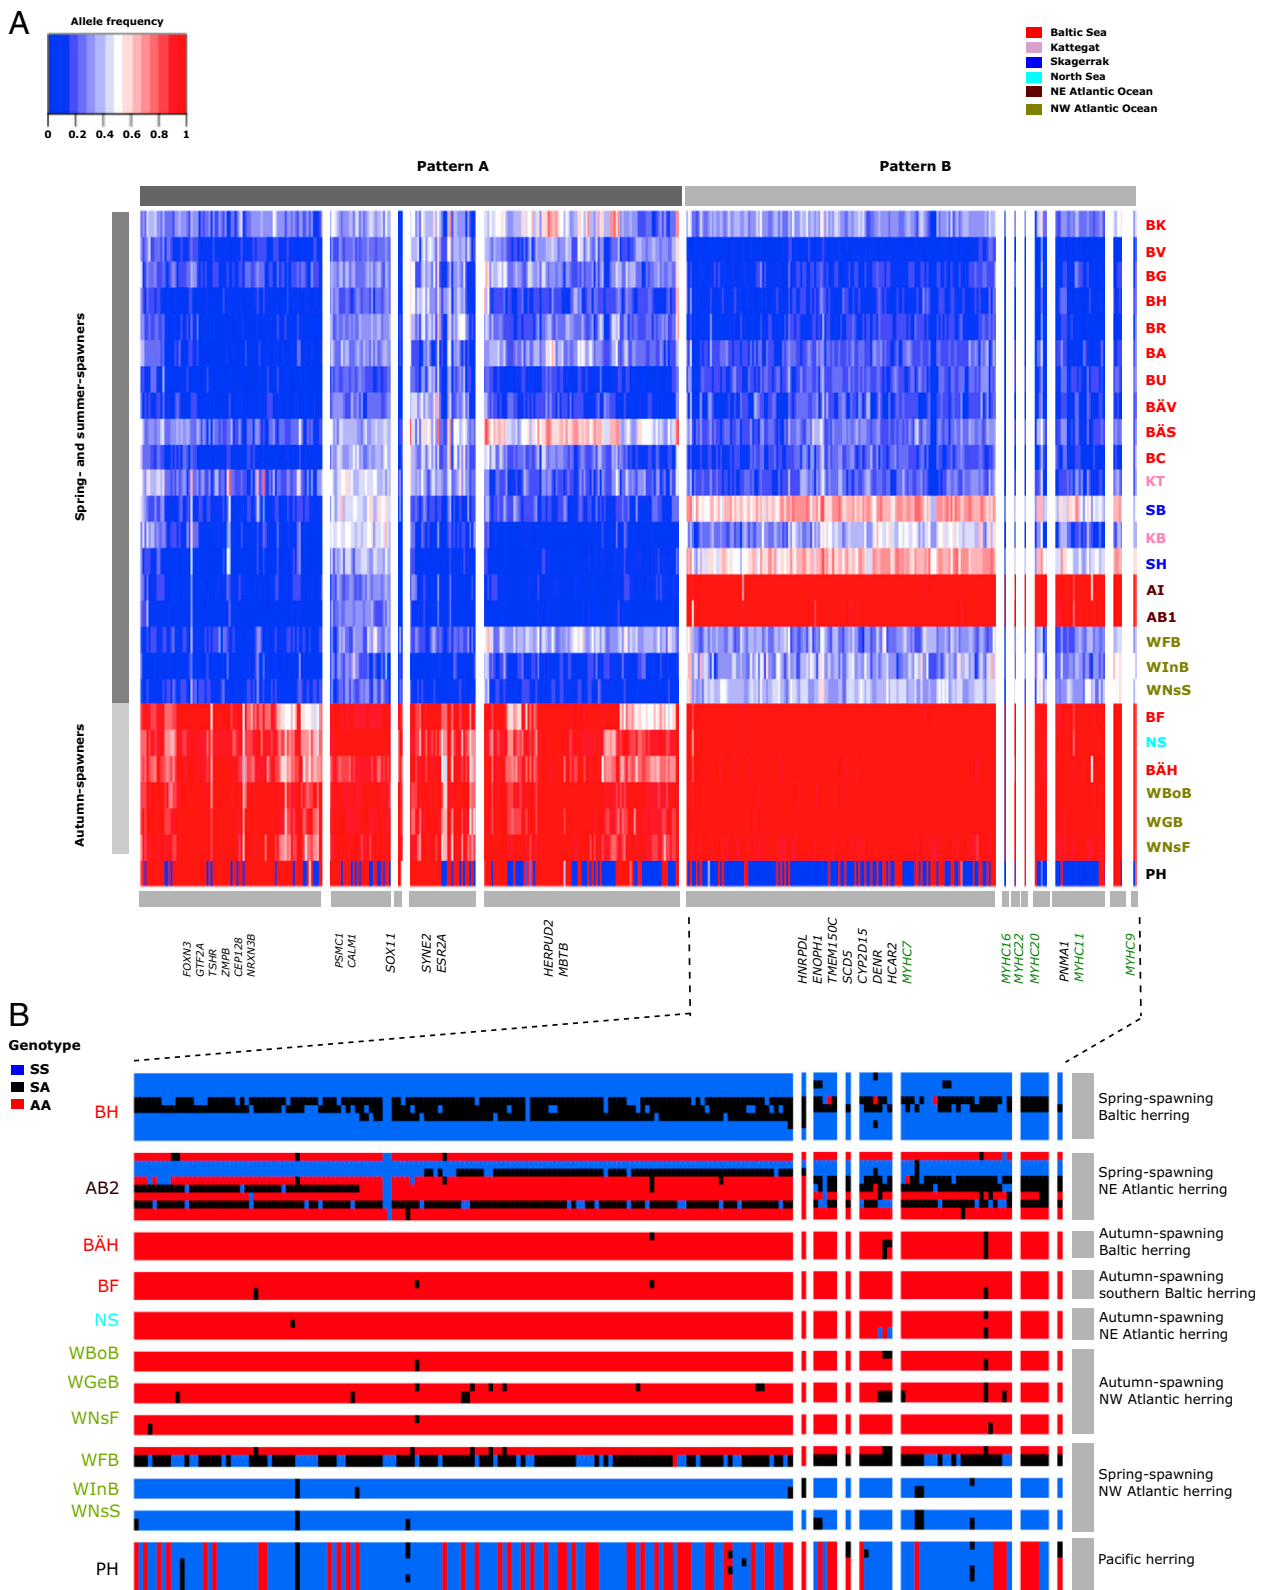 A
Allele frequency
0 0.2 0.4 0.6 0.8 1
Baltic Sea
Kattegat
Skagerrak
North Sea
NE Atlantic Ocean
NW Atlantic Ocean
Pattern A
Pattern B
Spring- and summer-spawners
Autumn-spawners
BK
BV
BG
BH
BR
BA
BU
BÄV
BÄS
BC
KT
SB
KB
SH
AI
AB1
WFB
WInB
WNsS
BF
NS
BÄH
WBoB
WGB
WNsF
PH
FOXN3
GTF2A
TSHR
ZMPB
CEP128
NRXN3B
PSMC1
CALM1
SOX11
SYNE2
ESR2A
HERPUD2
MBTB
HNRPDL
ENOPH1
TMEM150C
SCD5
CYP2D15
DENR
HCAR2
MYHC7
MYHC16
MYHC22
MYHC20
PNMA1
MYHC11
MYHC9
B
Genotype
SS
SA
AA
BH
Spring-spawning
Baltic herring
AB2
Spring-spawning
NE Atlantic herring
BÄH
Autumn-spawning
Baltic herring
BF
Autumn-spawning
southern Baltic herring
NS
Autumn-spawning
NE Atlantic herring
WBoB
WGeB
WNsF
Autumn-spawning
NW Atlantic herring
WFB
WInB
WNsS
Spring-spawning
NW Atlantic herring
PH
Pacific herring